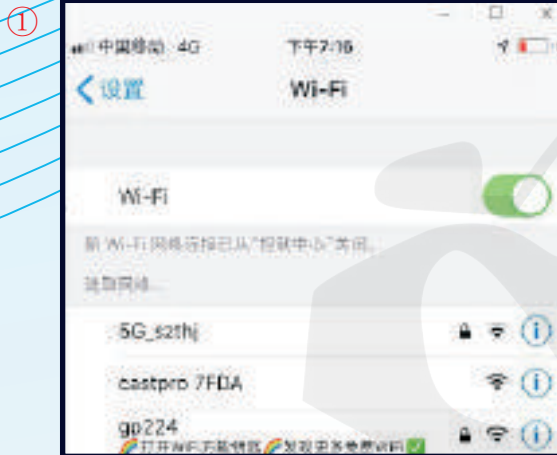 ①
中国移动 4G 下午7:16
设置 Wi-Fi
Wi-Fi
新 Wi-Fi 网络连接已从“控制中心”关闭。
选取网络...
5G_szthj
castpro 7FDA
gp224
🌈打开WiFi万能钥匙🌈发现更多免费WiFi✅